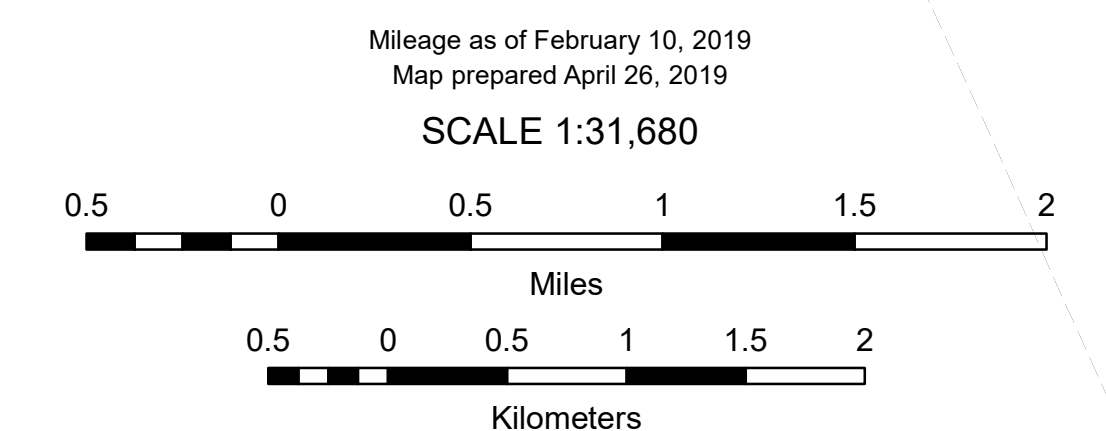 Mileage as of February 10, 2019
Map prepared April 26, 2019
SCALE 1:31,680
0.5 0 0.5 1 1.5 2
Miles
0.5 0 0.5 1 1.5 2
Kilometers